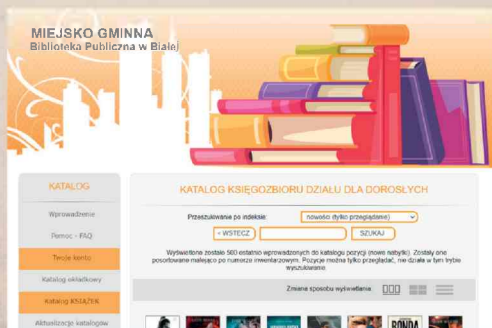 MIEJSKO GMINNA
Biblioteka Publiczna w Białej
KATALOG
Wprowadzenie
Pomoc - FAQ
Twoje konto
Katalog okładkowy
Katalog KSIĄŻEK
Aktualizacje katalogów
KATALOG KSIĘGOZBIORU DZIAŁU DLA DOROSŁYCH
Przeszukiwanie po indeksie:
nowości (tylko przeglądanie)
« WSTECZ
SZUKAJ
Wyświetlone zostało 500 ostatnio wprowadzonych do katalogu pozycji (nowe nabytki). Zostały one
posortowane malejąco po numerze inwentarzowym. Pozycje można tylko przeglądać, nie działa w tym trybie
wyszukiwanie.
Zmiana sposobu wyświetlania:
RONDA